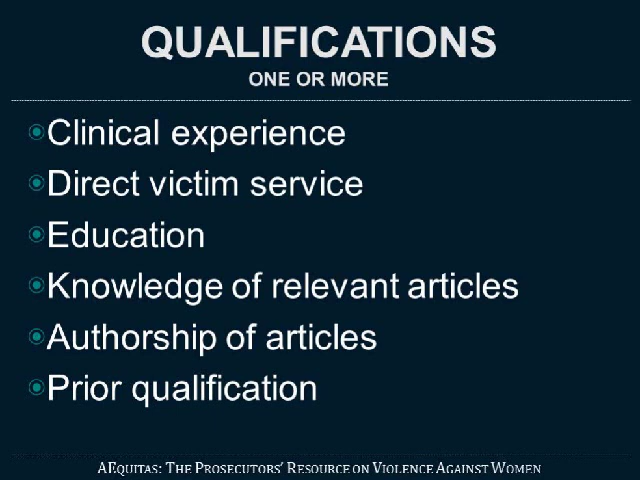 QUALIFICATIONS
ONE OR MORE
Clinical experience
Direct victim service
Education
Knowledge of relevant articles
Authorship of articles
Prior qualification
AEQUITAS: THE PROSECUTORS' RESOURCE ON VIOLENCE AGAINST WOMEN